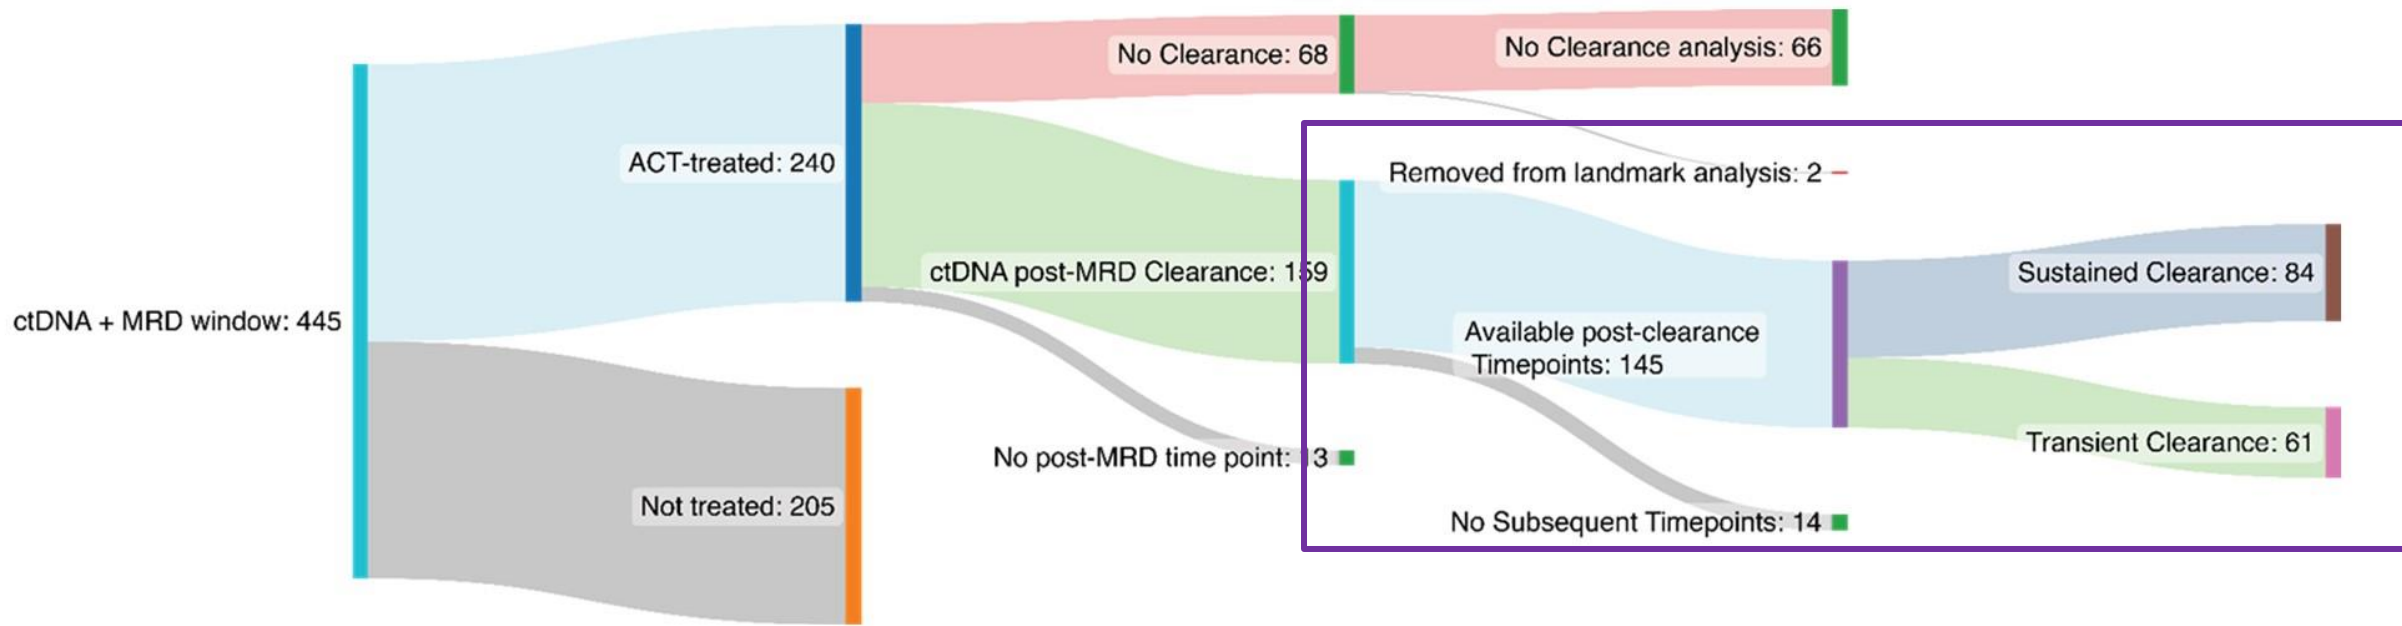 No Clearance: 68
No Clearance analysis: 66
ACT-treated: 240
Removed from landmark analysis: 2
ctDNA post-MRD Clearance: 159
Sustained Clearance: 84
ctDNA + MRD window: 445
Available post-clearance
Timepoints: 145
Transient Clearance: 61
No post-MRD time point: 13
Not treated: 205
No Subsequent Timepoints: 14